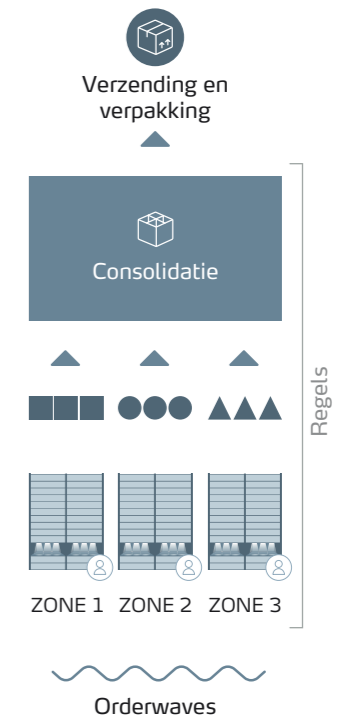 Verzending en
verpakking
Consolidatie
Regels
ZONE 1 ZONE 2 ZONE 3
Orderwaves